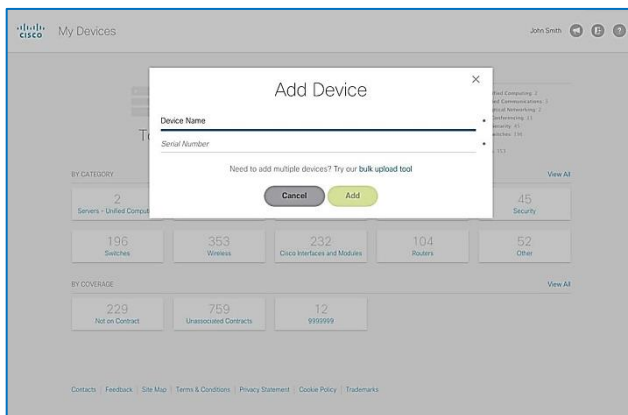 cisco My Devices John Smith
Add Device
Device Name
Serial Number
Need to add multiple devices? Try our bulk upload tool
Cancel Add
BY CATEGORY View All
2 45
Servers - Unified Security
196 353 232 104 52
Switches Wireless Cisco Interfaces and Modules Routers Other
BY COVERAGE View All
229 759 12
Not on Contract Unassociated Contracts 9999999
Contacts Feedback Site Map Terms & Conditions Privacy Statement Cookie Policy Trademarks